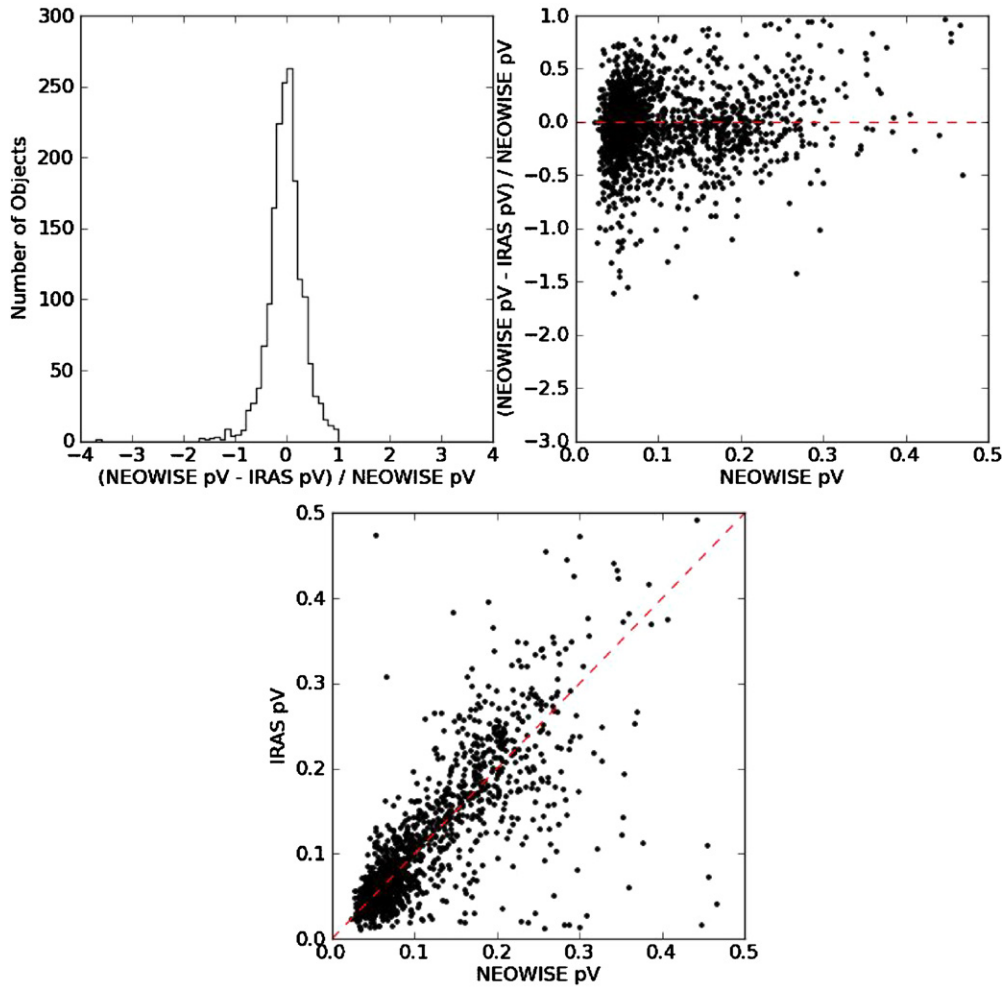 300
250
200
150
100
50
0
Number of Objects
−4 −3 −2 −1 0 1 2 3 4
(NEOWISE pV - IRAS pV) / NEOWISE pV
1.0
0.5
0.0
−0.5
−1.0
−1.5
−2.0
−2.5
−3.0
(NEOWISE pV - IRAS pV) / NEOWISE pV
0.0 0.1 0.2 0.3 0.4 0.5
NEOWISE pV
0.5
0.4
0.3
0.2
0.1
0.0
IRAS pV
0.0 0.1 0.2 0.3 0.4 0.5
NEOWISE pV